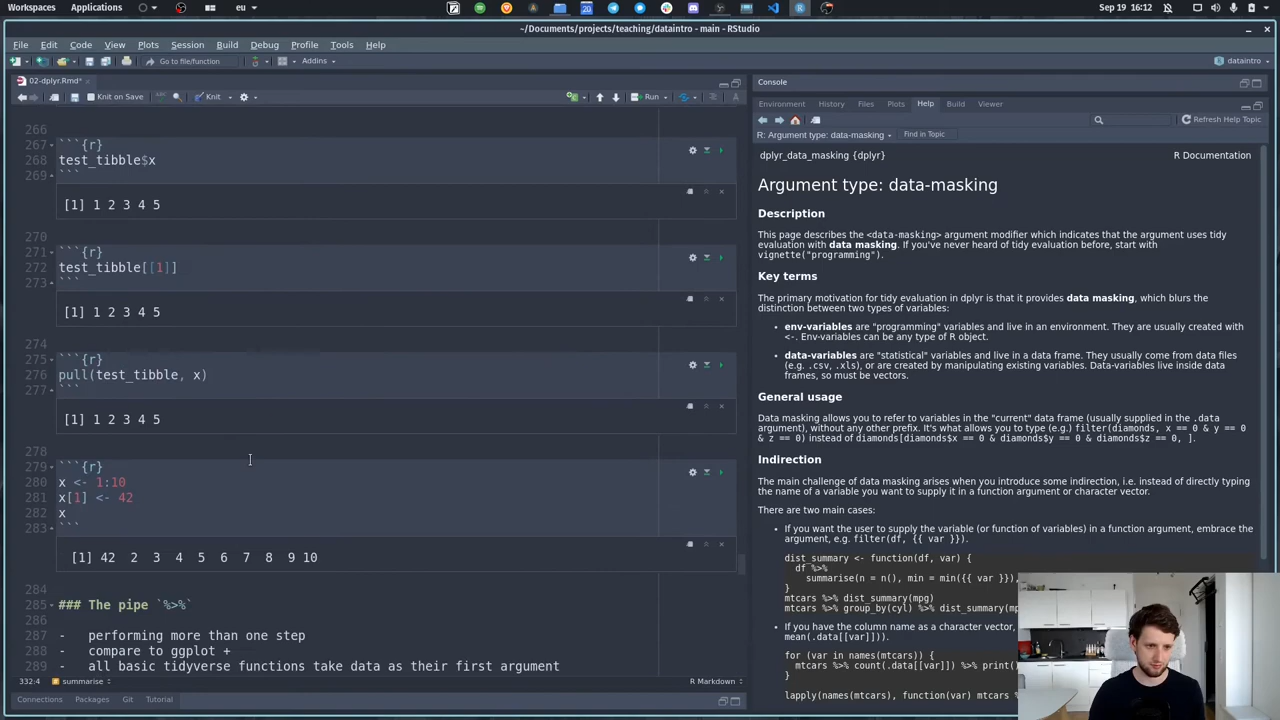 Workspaces Applications eu Sep 19 16:12
~/Documents/projects/teaching/dataintro - main - RStudio
File Edit Code View Plots Session Build Debug Profile Tools Help
Go to file/function Addins dataintro
02-dplyr.Rmd* Console
Knit on Save Knit Run
Environment History Files Plots Help Build Viewer
Refresh Help Topic
R: Argument type: data-masking Find in Topic
266
267 ```{r}
268 test_tibble$x
269 ```
[1] 1 2 3 4 5
270
271 ```{r}
272 test_tibble[[1]]
273 ```
[1] 1 2 3 4 5
274
275 ```{r}
276 pull(test_tibble, x)
277 ```
[1] 1 2 3 4 5
278
279 ```{r}
280 x <- 1:10
281 x[1] <- 42
282 x
283 ```
[1] 42 2 3 4 5 6 7 8 9 10
284
285 ### The pipe `%>%`
286
287 - performing more than one step
288 - compare to ggplot +
289 - all basic tidyverse functions take data as their first argument
332:4 summarise R Markdown
Connections Packages Git Tutorial
dplyr_data_masking {dplyr} R Documentation
Argument type: data-masking
Description
This page describes the <data-masking> argument modifier which indicates that the argument uses tidy
evaluation with data masking. If you've never heard of tidy evaluation before, start with
vignette("programming").
Key terms
The primary motivation for tidy evaluation in dplyr is that it provides data masking, which blurs the
distinction between two types of variables:
• env-variables are "programming" variables and live in an environment. They are usually created with
<-. Env-variables can be any type of R object.
• data-variables are "statistical" variables and live in a data frame. They usually come from data files
(e.g. .csv, .xls), or are created by manipulating existing variables. Data-variables live inside data
frames, so must be vectors.
General usage
Data masking allows you to refer to variables in the "current" data frame (usually supplied in the .data
argument), without any other prefix. It's what allows you to type (e.g.) filter(diamonds, x == 0 & y == 0
& z == 0) instead of diamonds[diamonds$x == 0 & diamonds$y == 0 & diamonds$z == 0, ].
Indirection
The main challenge of data masking arises when you introduce some indirection, i.e. instead of directly typing
the name of a variable you want to supply it in a function argument or character vector.
There are two main cases:
• If you want the user to supply the variable (or function of variables) in a function argument, embrace the
argument, e.g. filter(df, {{ var }}).
dist_summary <- function(df, var) {
df %>%
summarise(n = n(), min = min({{ var }}),
}
mtcars %>% dist_summary(mpg)
mtcars %>% group_by(cyl) %>% dist_summary(mp
• If you have the column name as a character vector,
mean(.data[[var]]).
for (var in names(mtcars)) {
mtcars %>% count(.data[[var]]) %>% print()
}
lapply(names(mtcars), function(var) mtcars %